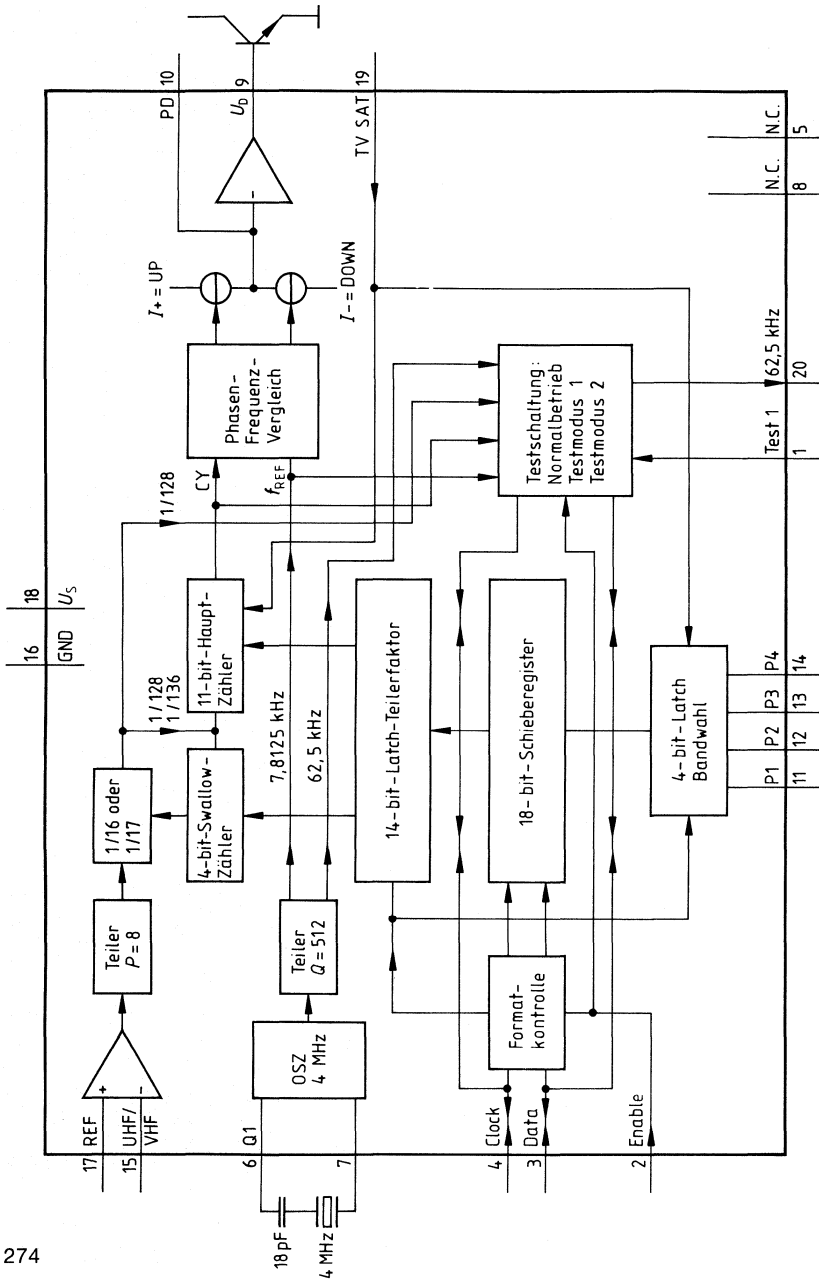 17 REF
15 UHF/
VHF
Teiler
P = 8
1/16 oder
1/17
4-bit-Swallow-
Zähler
1/128
1/136
11-bit-Haupt-
Zähler
16
GND
18
U_S
1/128
CY
f_REF
Phasen-
Frequenz-
Vergleich
I+ = UP
I− = DOWN
PD 10
U_D 9
TV SAT 19
6 Q1
7
18 pF
4 MHz
OSZ
4 MHz
Teiler
Q = 512
7,8125 kHz
62,5 kHz
14-bit-Latch-Teilerfaktor
18-bit-Schieberegister
Testschaltung:
Normalbetrieb
Testmodus 1
Testmodus 2
4 Clock
3 Data
2 Enable
Format-
kontrolle
4-bit-Latch
Bandwahl
P1
11
P2
12
P3
13
P4
14
Test 1
1
62,5 kHz
20
N.C.
8
N.C.
5
274